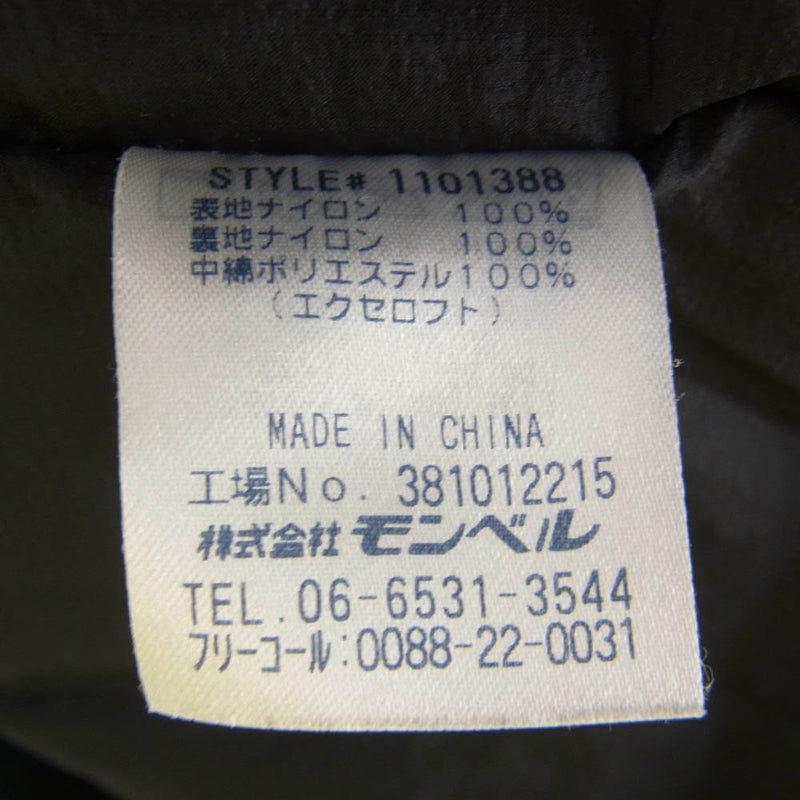 STYLE# 1101388
表地ナイロン 100%
裏地ナイロン 100%
中綿ポリエステル100%
(エクセロフト)
MADE IN CHINA
工場No. 381012215
株式会社モンベル
TEL.06-6531-3544
フリーコール:0088-22-0031